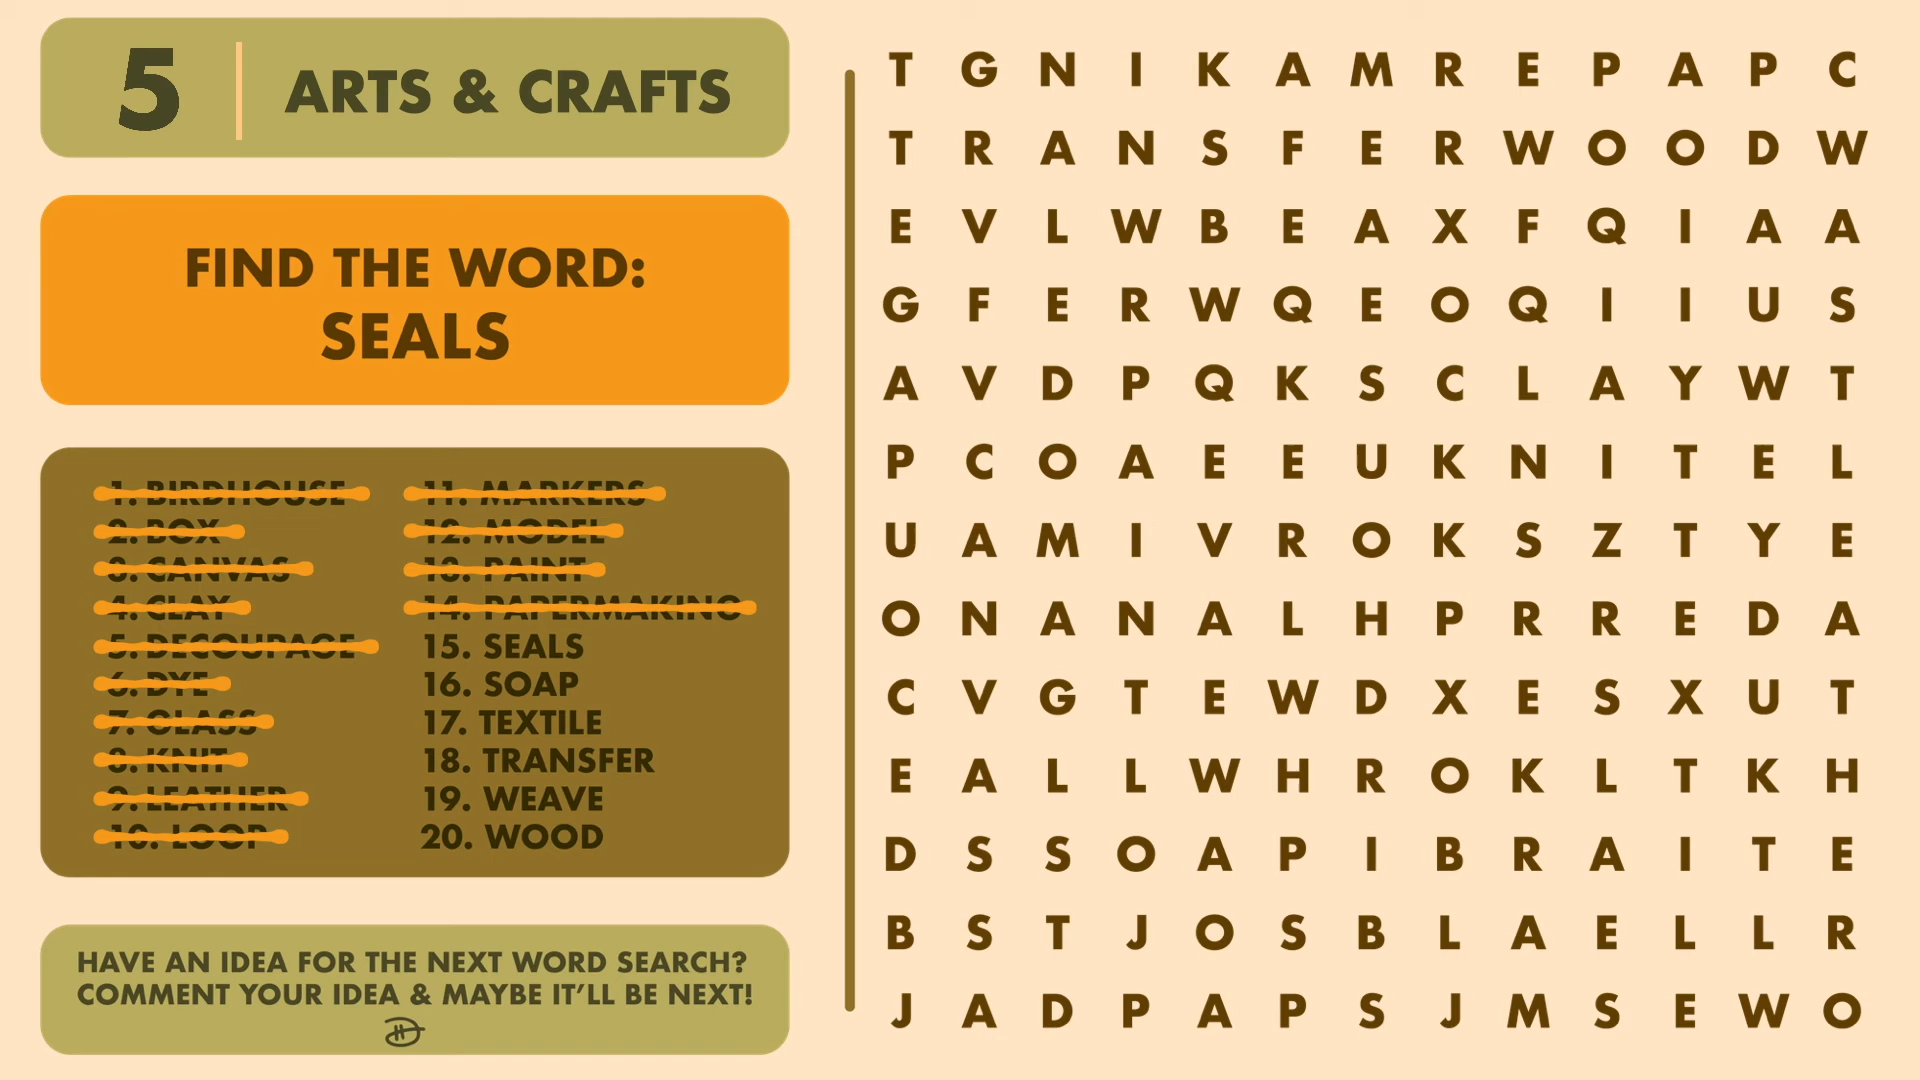 5
ARTS & CRAFTS
FIND THE WORD:
SEALS
1. BIRDHOUSE
2. BOX
3. CANVAS
4. CLAY
5. DECOUPAGE
6. DYE
7. GLASS
8. KNIT
9. LEATHER
10. LOOP
11. MARKERS
12. MODEL
13. PAINT
14. PAPERMAKING
15. SEALS
16. SOAP
17. TEXTILE
18. TRANSFER
19. WEAVE
20. WOOD
HAVE AN IDEA FOR THE NEXT WORD SEARCH?
COMMENT YOUR IDEA & MAYBE IT'LL BE NEXT!
T G N I K A M R E P A P C
T R A N S F E R W O O D W
E V L W B E A X F Q I A A
G F E R W Q E O Q I I U S
A V D P Q K S C L A Y W T
P C O A E E U K N I T E L
U A M I V R O K S Z T Y E
O N A N A L H P R R E D A
C V G T E W D X E S X U T
E A L L W H R O K L T K H
D S S O A P I B R A I T E
B S T J O S B L A E L L R
J A D P A P S J M S E W O